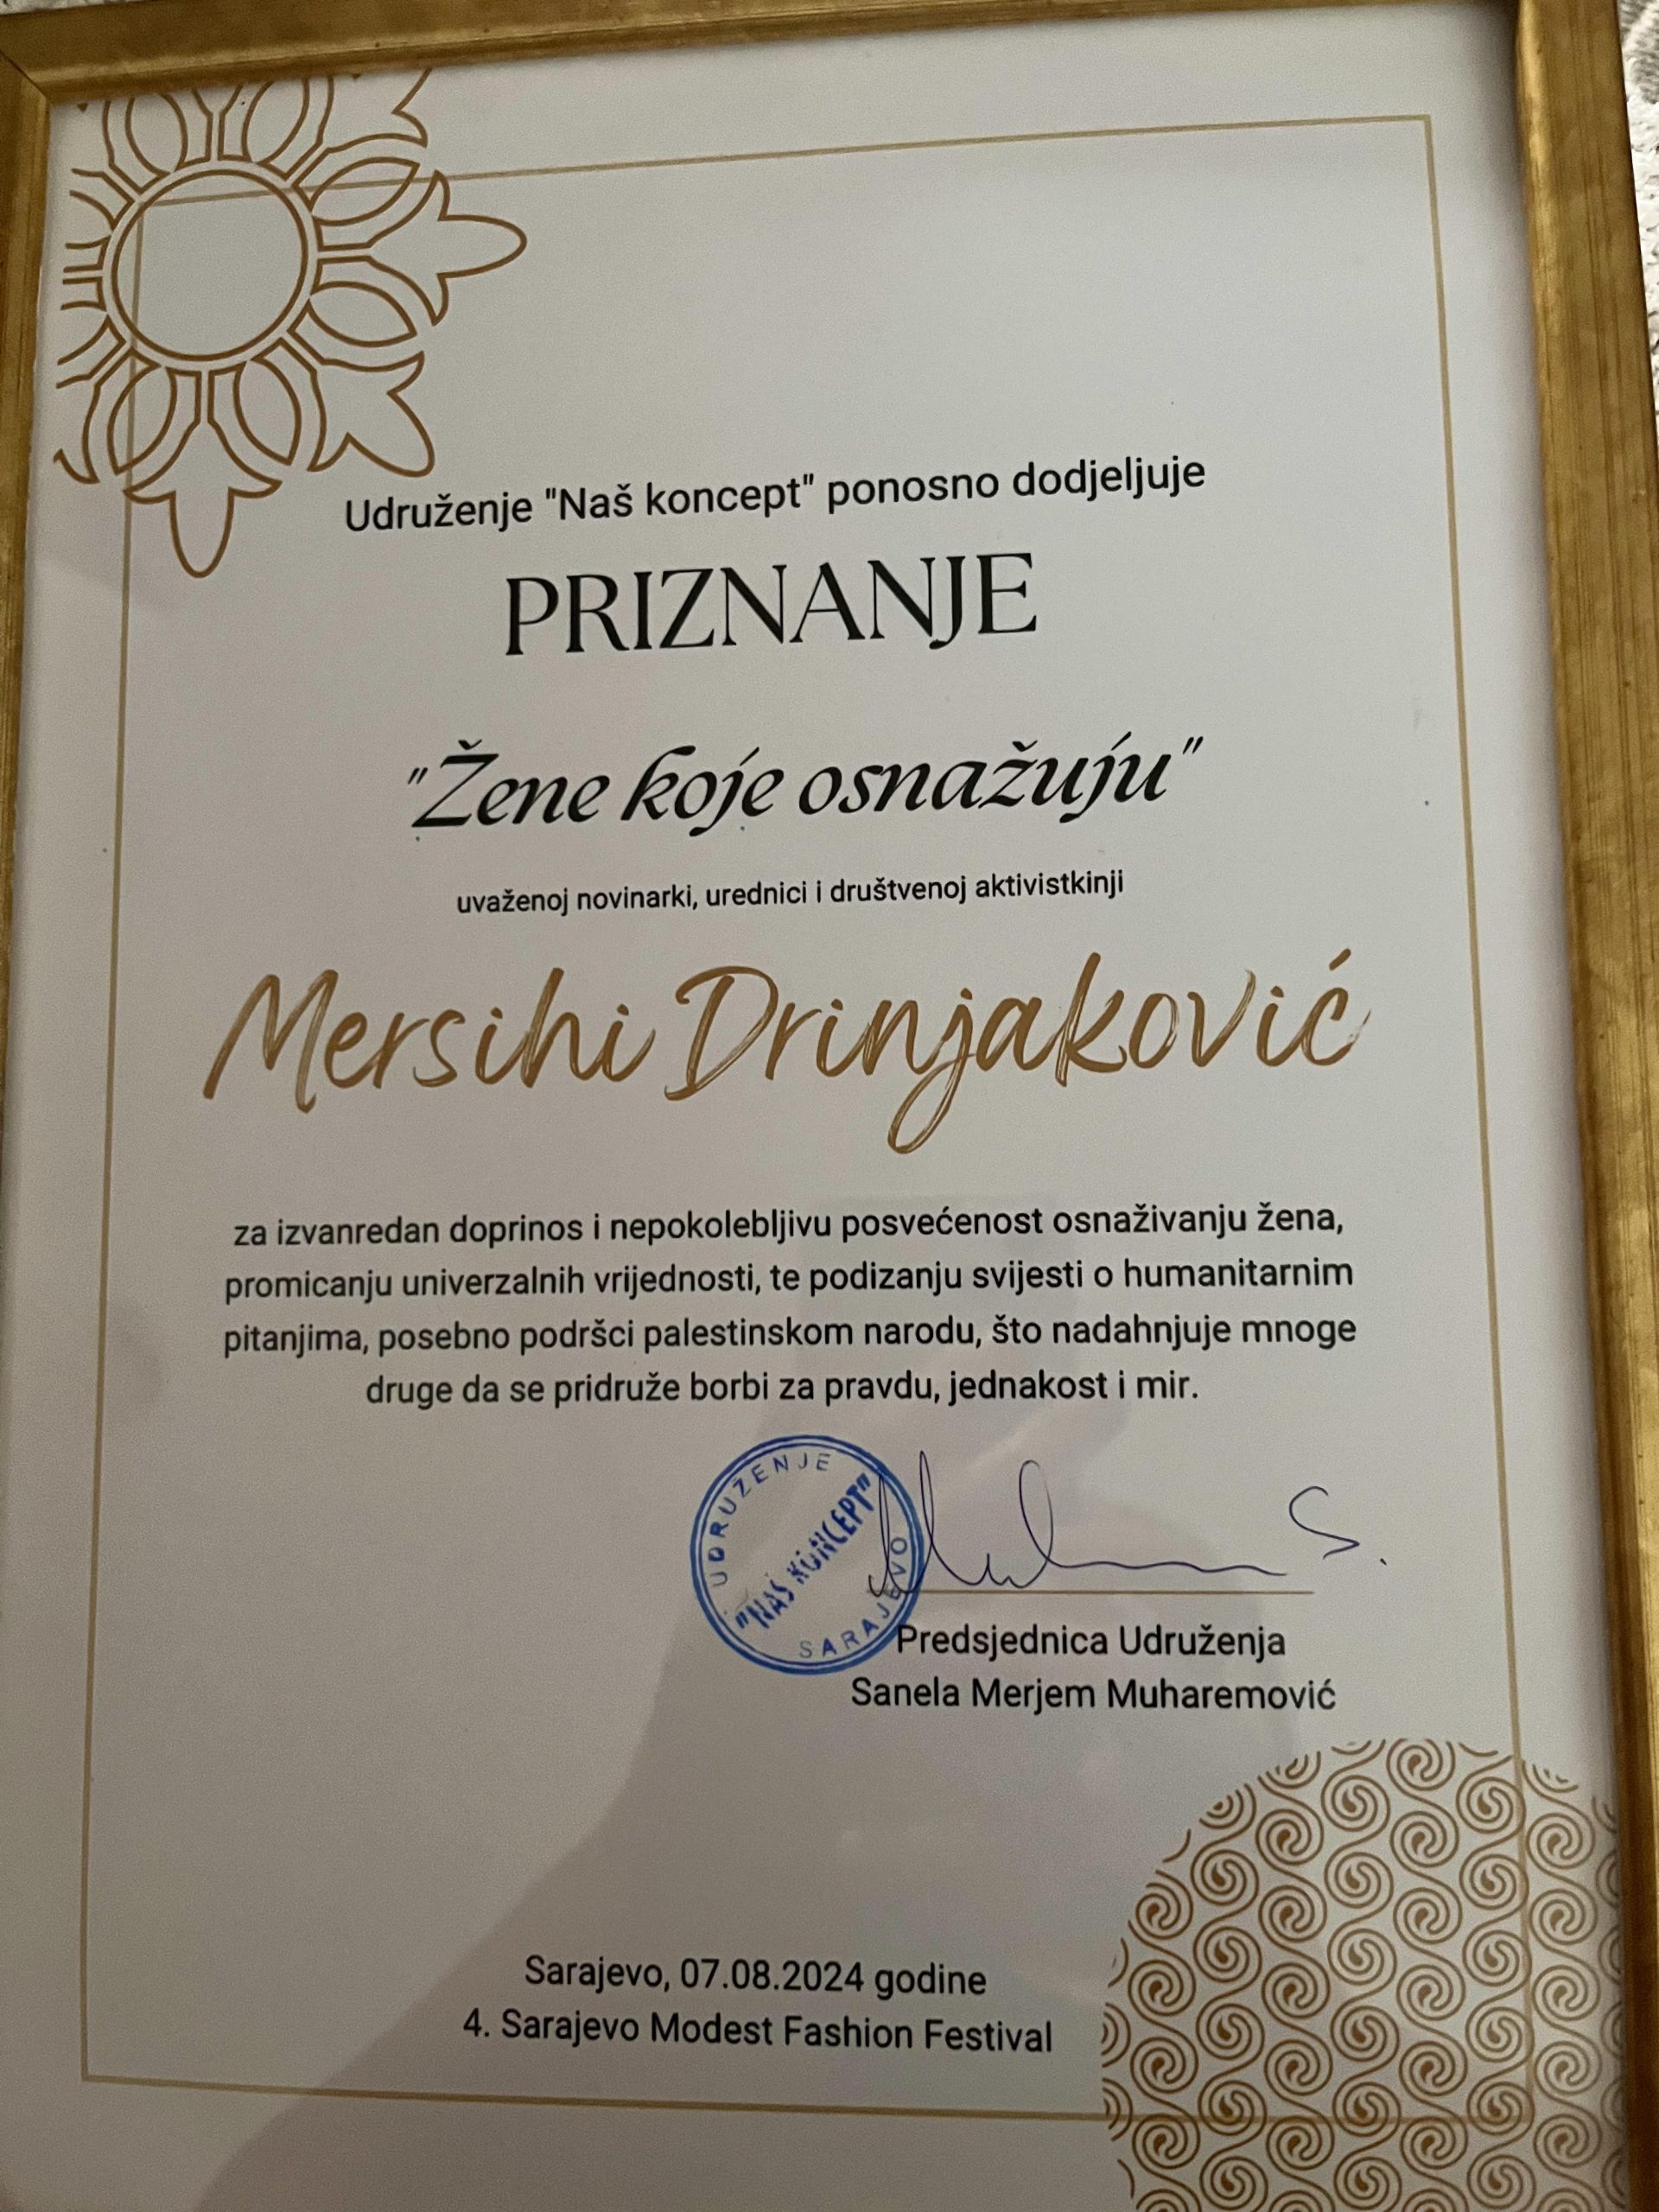 Udruženje "Naš koncept" ponosno dodjeljuje
PRIZNANJE
"Žene koje osnažuju"
uvaženoj novinarki, urednici i društvenoj aktivistkinji
Mersihi Drinjaković
za izvanredan doprinos i nepokolebljivu posvećenost osnaživanju žena,
promicanju univerzalnih vrijednosti, te podizanju svijesti o humanitarnim
pitanjima, posebno podršci palestinskom narodu, što nadahnjuje mnoge
druge da se pridruže borbi za pravdu, jednakost i mir.
UDRUŽENJE
"NAŠ KONCEPT"
SARAJEVO
Predsjednica Udruženja
Sanela Merjem Muharemović
Sarajevo, 07.08.2024 godine
4. Sarajevo Modest Fashion Festival